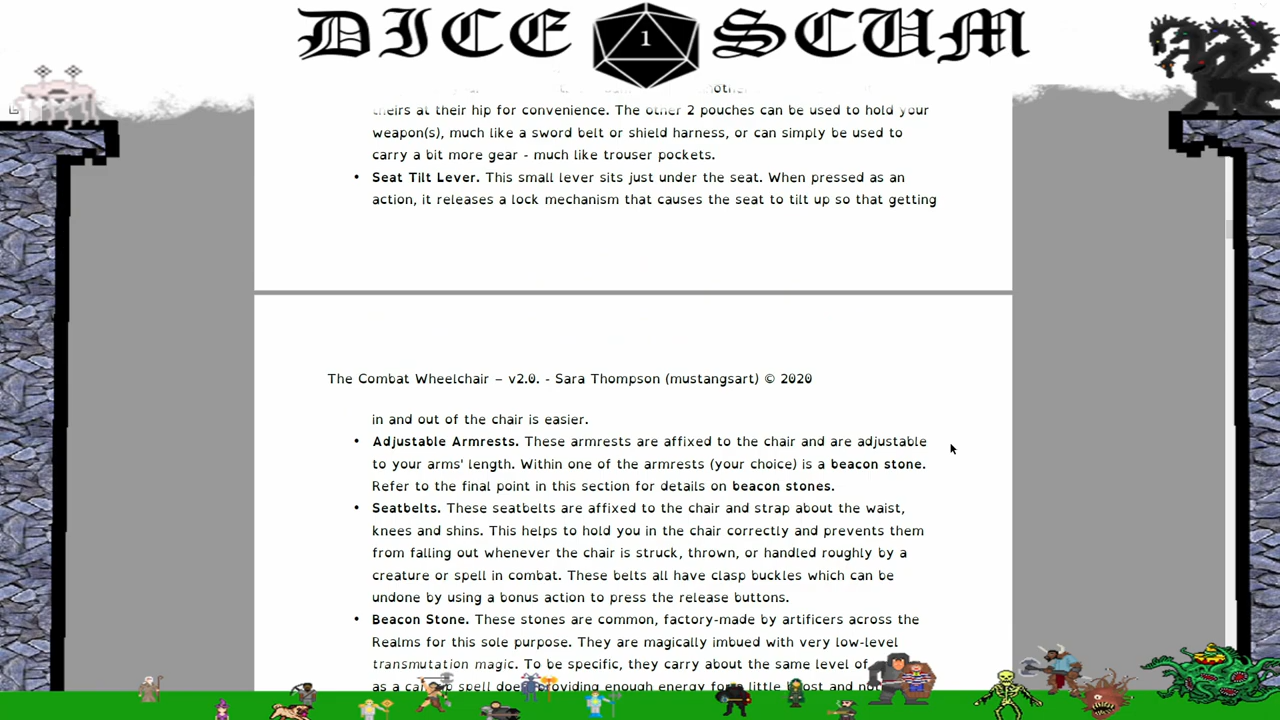 DICE 1 SCUM
theirs at their hip for convenience. The other 2 pouches can be used to hold your
weapon(s), much like a sword belt or shield harness, or can simply be used to
carry a bit more gear - much like trouser pockets.
• Seat Tilt Lever. This small lever sits just under the seat. When pressed as an
action, it releases a lock mechanism that causes the seat to tilt up so that getting
The Combat Wheelchair – v2.0. - Sara Thompson (mustangsart) © 2020
in and out of the chair is easier.
• Adjustable Armrests. These armrests are affixed to the chair and are adjustable
to your arms' length. Within one of the armrests (your choice) is a beacon stone.
Refer to the final point in this section for details on beacon stones.
• Seatbelts. These seatbelts are affixed to the chair and strap about the waist,
knees and shins. This helps to hold you in the chair correctly and prevents them
from falling out whenever the chair is struck, thrown, or handled roughly by a
creature or spell in combat. These belts all have clasp buckles which can be
undone by using a bonus action to press the release buttons.
• Beacon Stone. These stones are common, factory-made by artificers across the
Realms for this sole purpose. They are magically imbued with very low-level
transmutation magic. To be specific, they carry about the same level of
as a spell providing enough energy little and